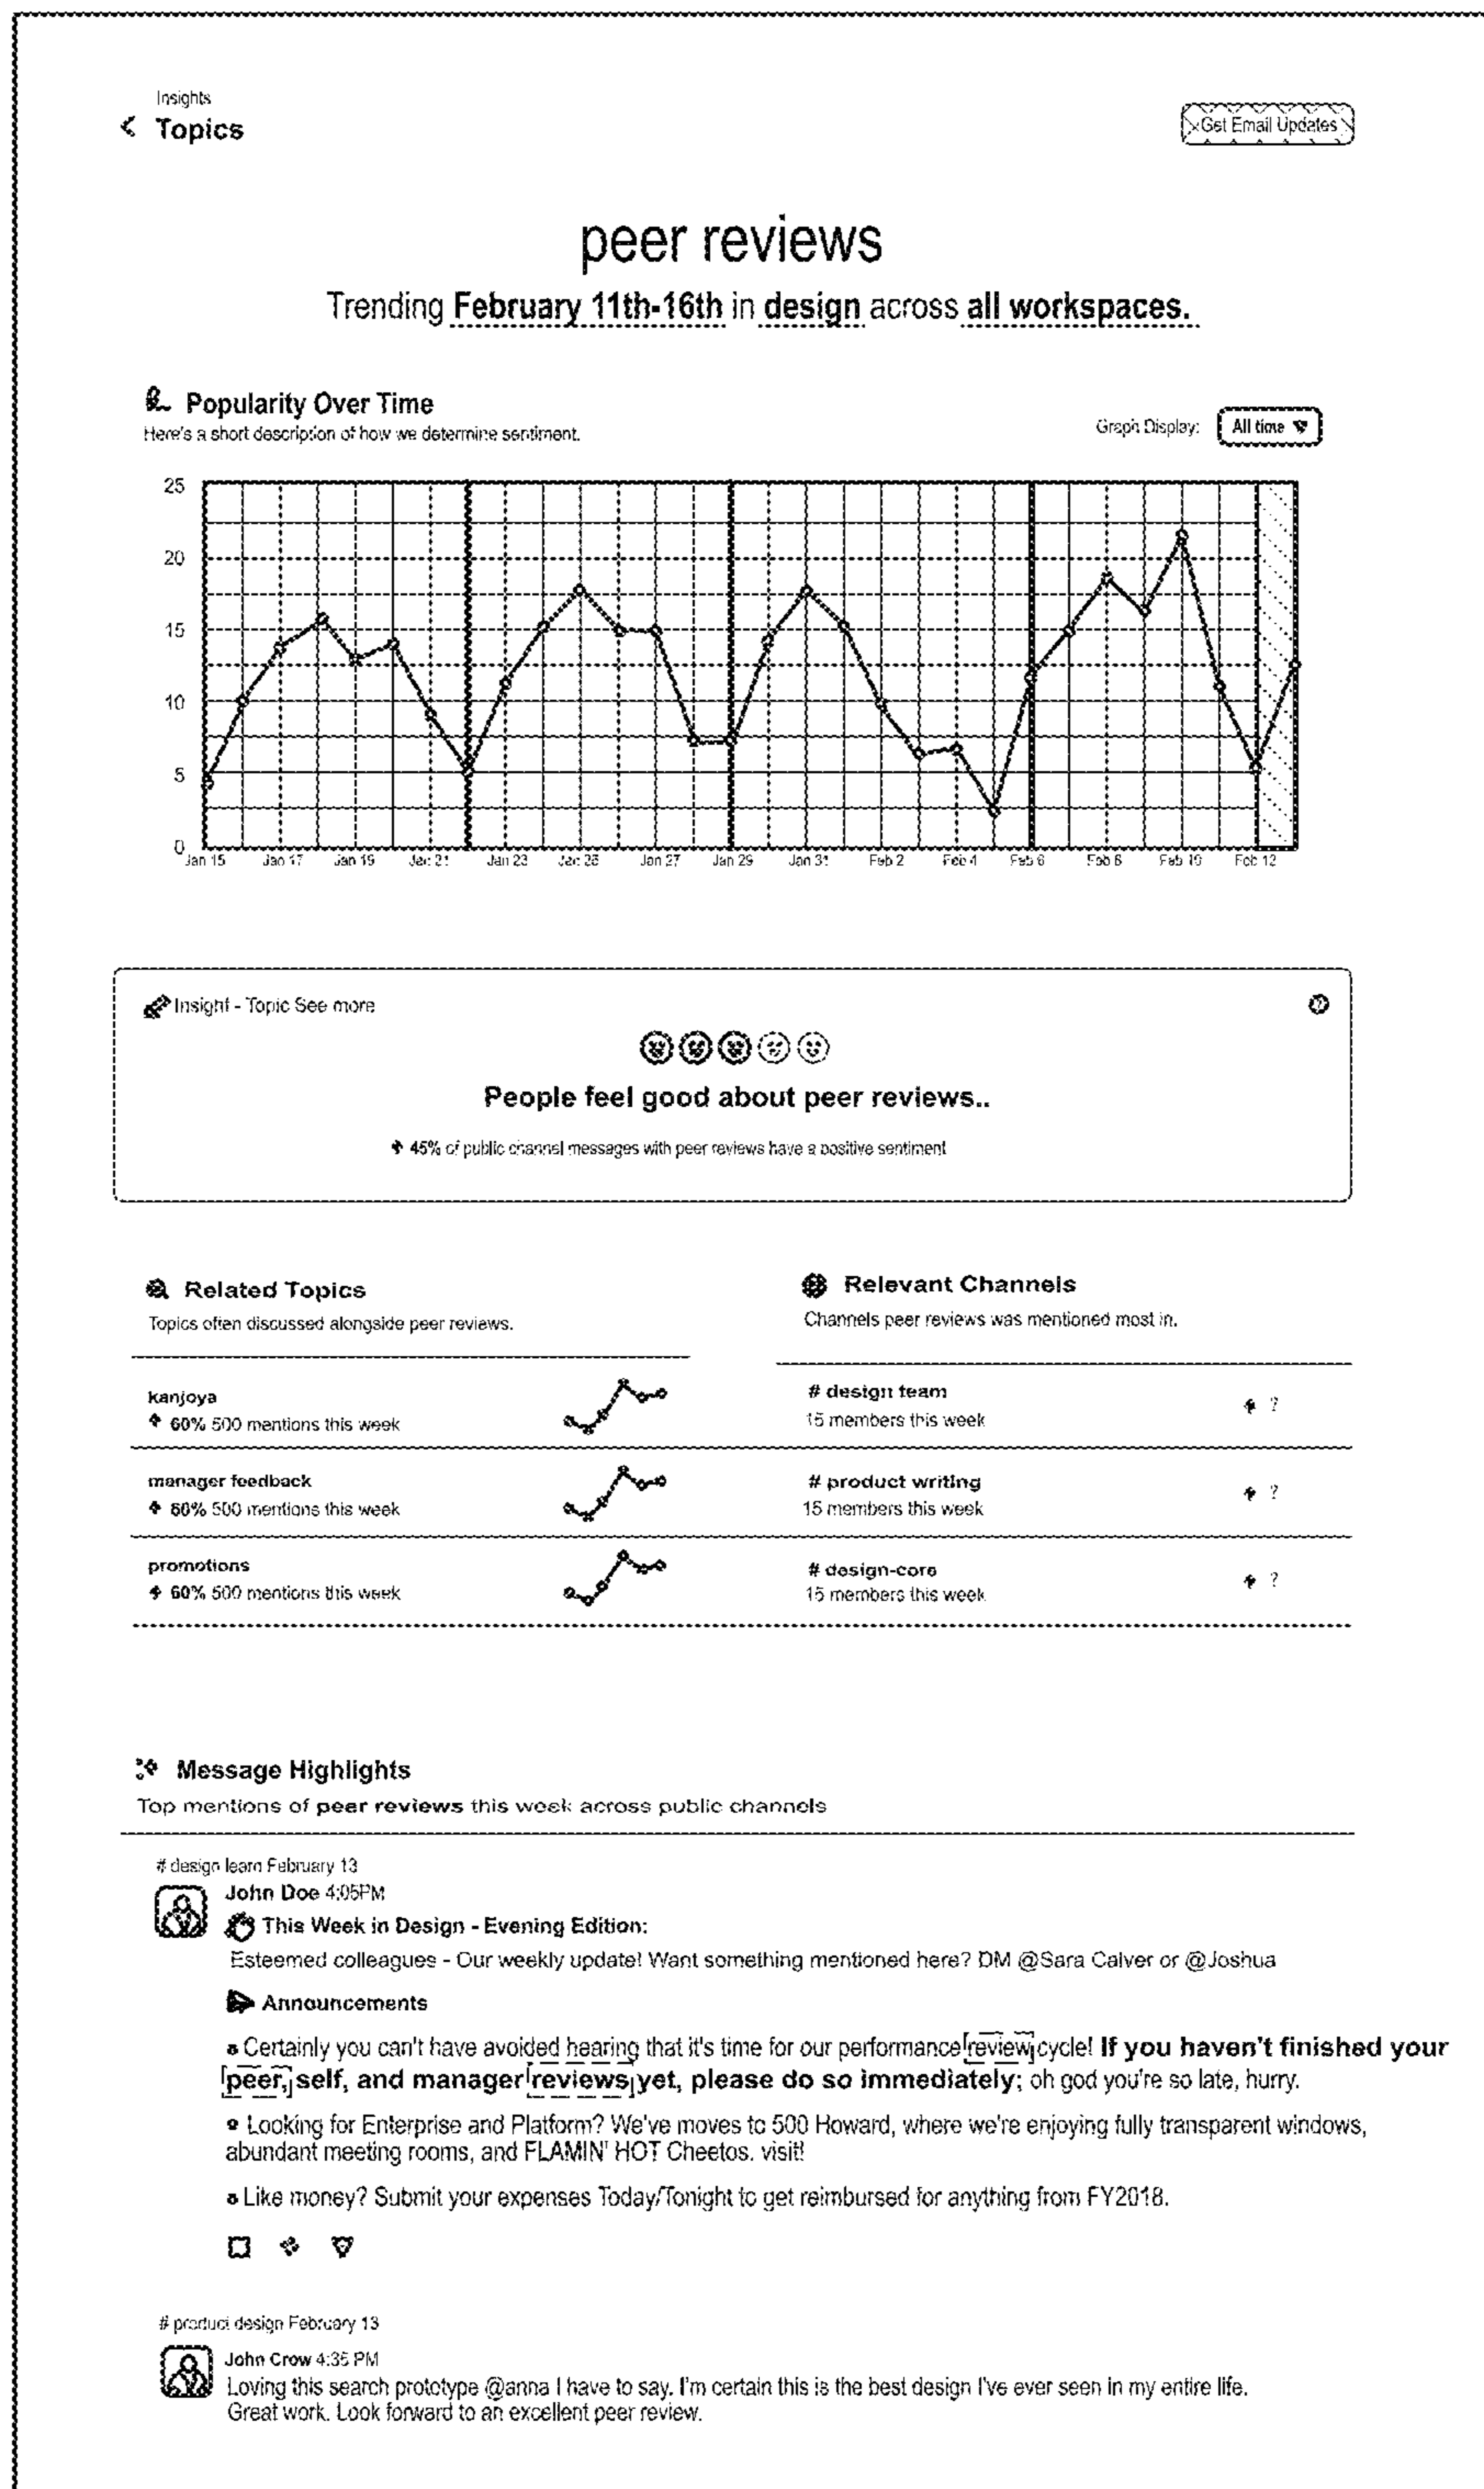 Insights
Topics
Get Email Updates
peer reviews
Trending February 11th-16th in design across all workspaces.
Popularity Over Time
Here's a short description of how we determine sentiment.
Graph Display: All time
25
20
15
10
5
0
Jan 15 Jan 17 Jan 19 Jan 21 Jan 23 Jan 25 Jan 27 Jan 29 Jan 31 Feb 2 Feb 4 Feb 6 Feb 8 Feb 10 Feb 12
Insight - Topic See more
People feel good about peer reviews..
45% of public channel messages with peer reviews have a positive sentiment
Related Topics
Topics often discussed alongside peer reviews.
kanjoya
60% 500 mentions this week
manager feedback
60% 500 mentions this week
promotions
60% 500 mentions this week
Relevant Channels
Channels peer reviews was mentioned most in.
# design team
15 members this week
?
# product writing
15 members this week
?
# design-core
15 members this week
?
Message Highlights
Top mentions of peer reviews this week across public channels
# design learn February 13
John Doe 4:05PM
This Week in Design - Evening Edition:
Esteemed colleagues - Our weekly update! Want something mentioned here? DM @Sara Calver or @Joshua
Announcements
Certainly you can't have avoided hearing that it's time for our performance review cycle! If you haven't finished your
peer, self, and manager reviews yet, please do so immediately; oh god you're so late, hurry.
Looking for Enterprise and Platform? We've moves to 500 Howard, where we're enjoying fully transparent windows,
abundant meeting rooms, and FLAMIN' HOT Cheetos. visit!
Like money? Submit your expenses Today/Tonight to get reimbursed for anything from FY2018.
# product design February 13
John Crow 4:35 PM
Loving this search prototype @anna I have to say. I'm certain this is the best design I've ever seen in my entire life.
Great work. Look forward to an excellent peer review.